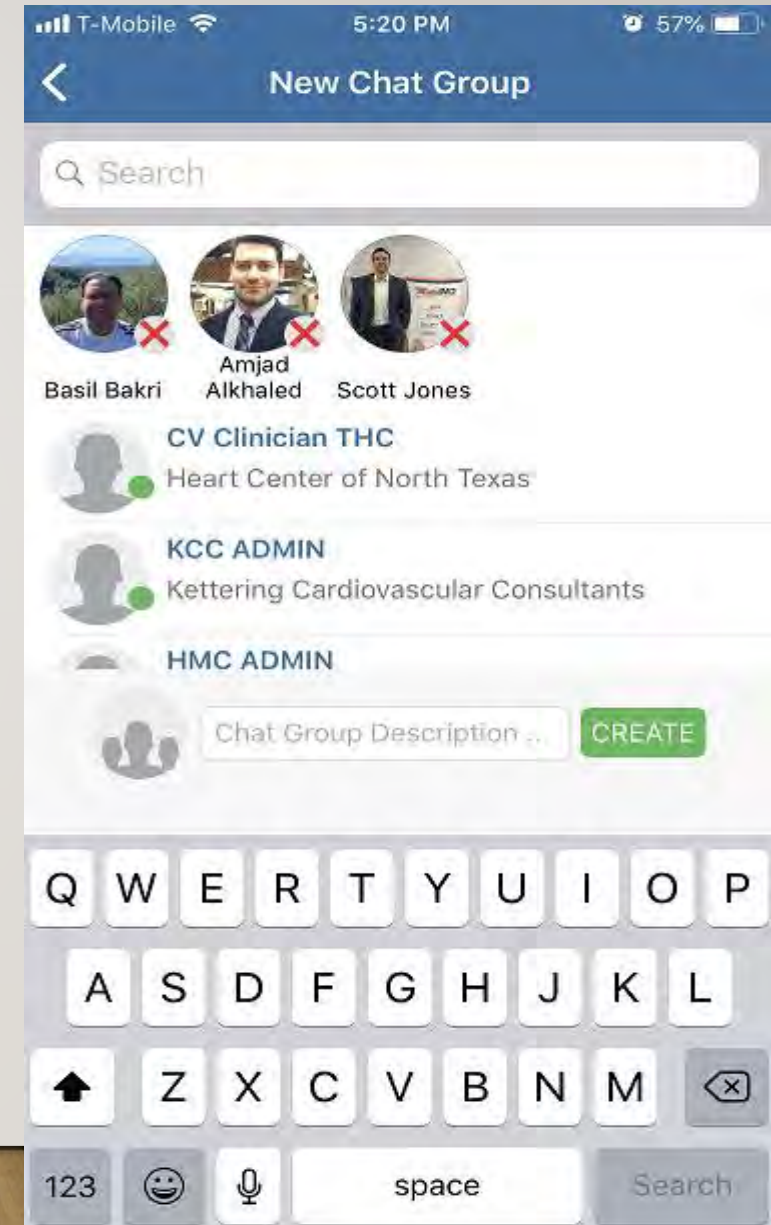 T-Mobile 5:20 PM 57%
New Chat Group
Search
Basil Bakri
Amjad
Alkhaled
Scott Jones
CV Clinician THC
Heart Center of North Texas
KCC ADMIN
Kettering Cardiovascular Consultants
HMC ADMIN
Chat Group Description ..
CREATE
Q W E R T Y U I O P
A S D F G H J K L
Z X C V B N M
123 space Search